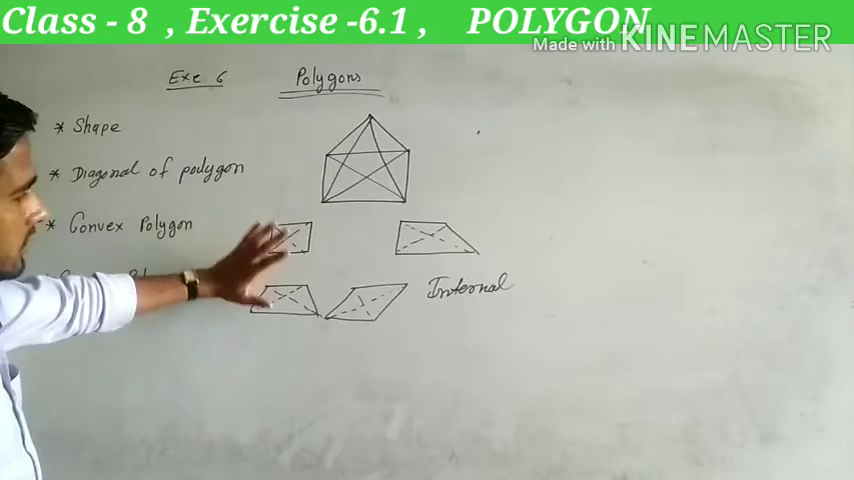 Class - 8 , Exercise -6.1 , POLYGON
Made with KINEMASTER
Exe 6 Polygons
* Shape
* Diagonal of polygon
* Convex Polygon
Internal